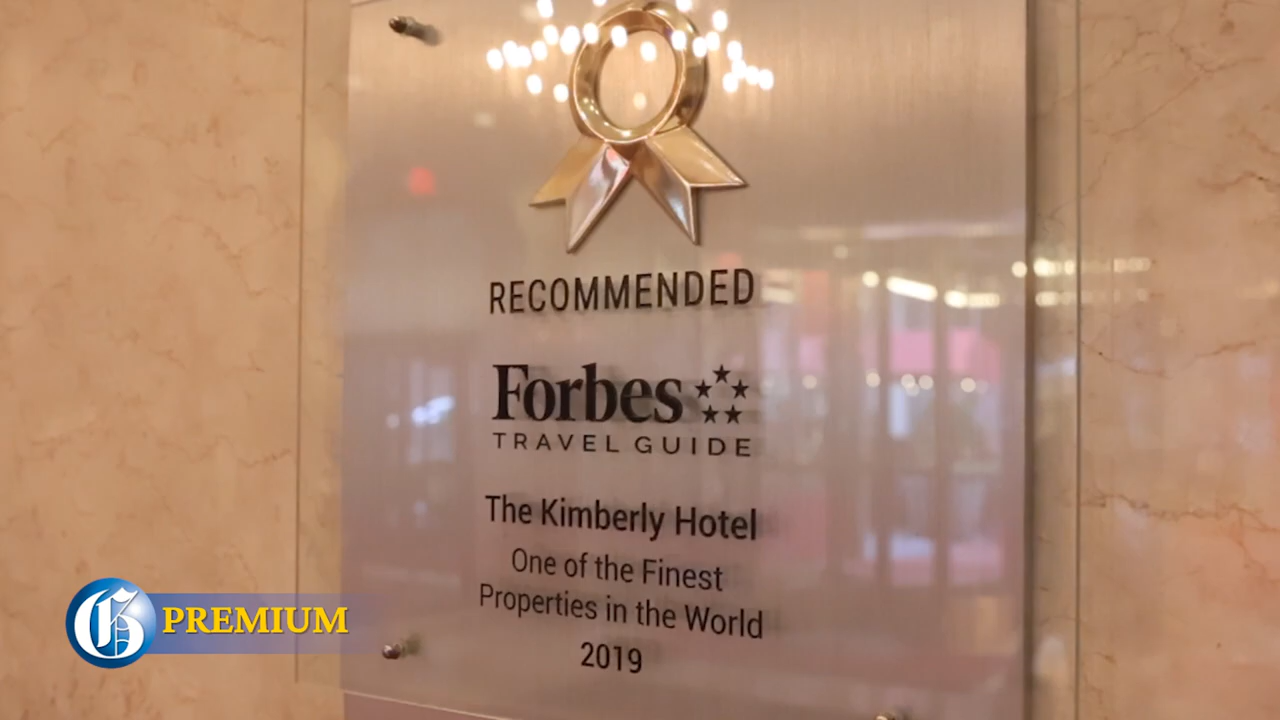 RECOMMENDED
Forbes
TRAVEL GUIDE
The Kimberly Hotel
One of the Finest
Properties in the World
2019
G PREMIUM